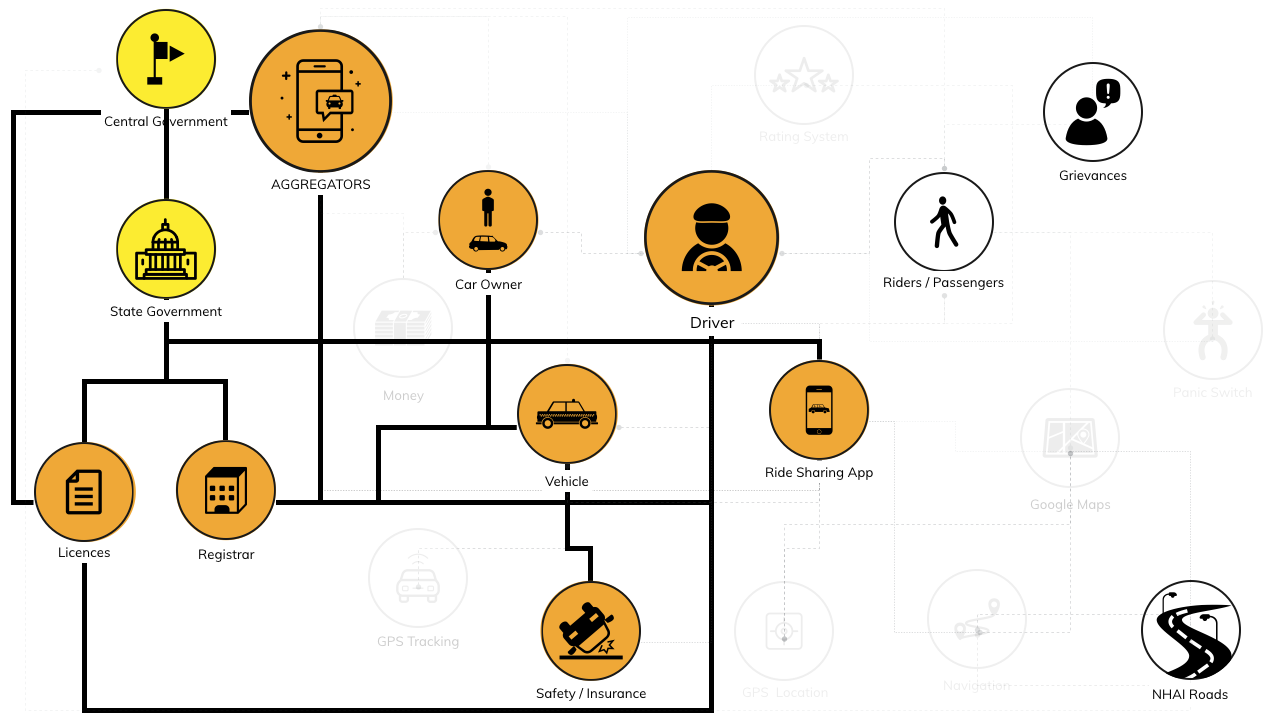 Central Government
AGGREGATORS
Rating System
Grievances
Car Owner
Riders / Passengers
State Government
Driver
Money
Panic Switch
Vehicle
Ride Sharing App
Google Maps
Licences
Registrar
GPS Tracking
Safety / Insurance
GPS Location
Navigation
NHAI Roads